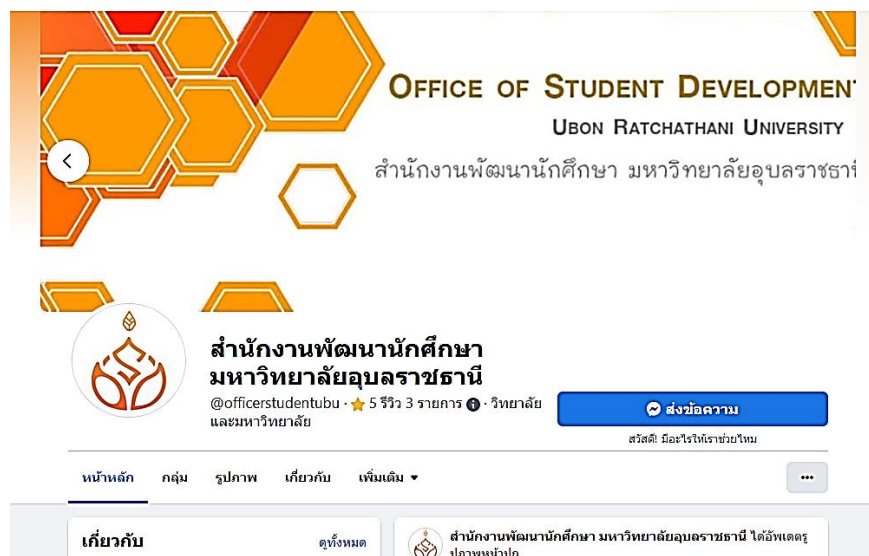 OFFICE OF STUDENT DEVELOPMEN
UBON RATCHATHANI UNIVERSITY
สำนักงานพัฒนานักศึกษา มหาวิทยาลัยอุบลราชธานี
สำนักงานพัฒนานักศึกษา
มหาวิทยาลัยอุบลราชธานี
@officerstudentubu · 5 รีวิว 3 รายการ · วิทยาลัย
และมหาวิทยาลัย
ส่งข้อความ
สวัสดี! มีอะไรให้เราช่วยไหม
หน้าหลัก กลุ่ม รูปภาพ เกี่ยวกับ เพิ่มเติม
เกี่ยวกับ ดูทั้งหมด
สำนักงานพัฒนานักศึกษา มหาวิทยาลัยอุบลราชธานี ได้อัพเดตรู
ปภาพหน้าปก